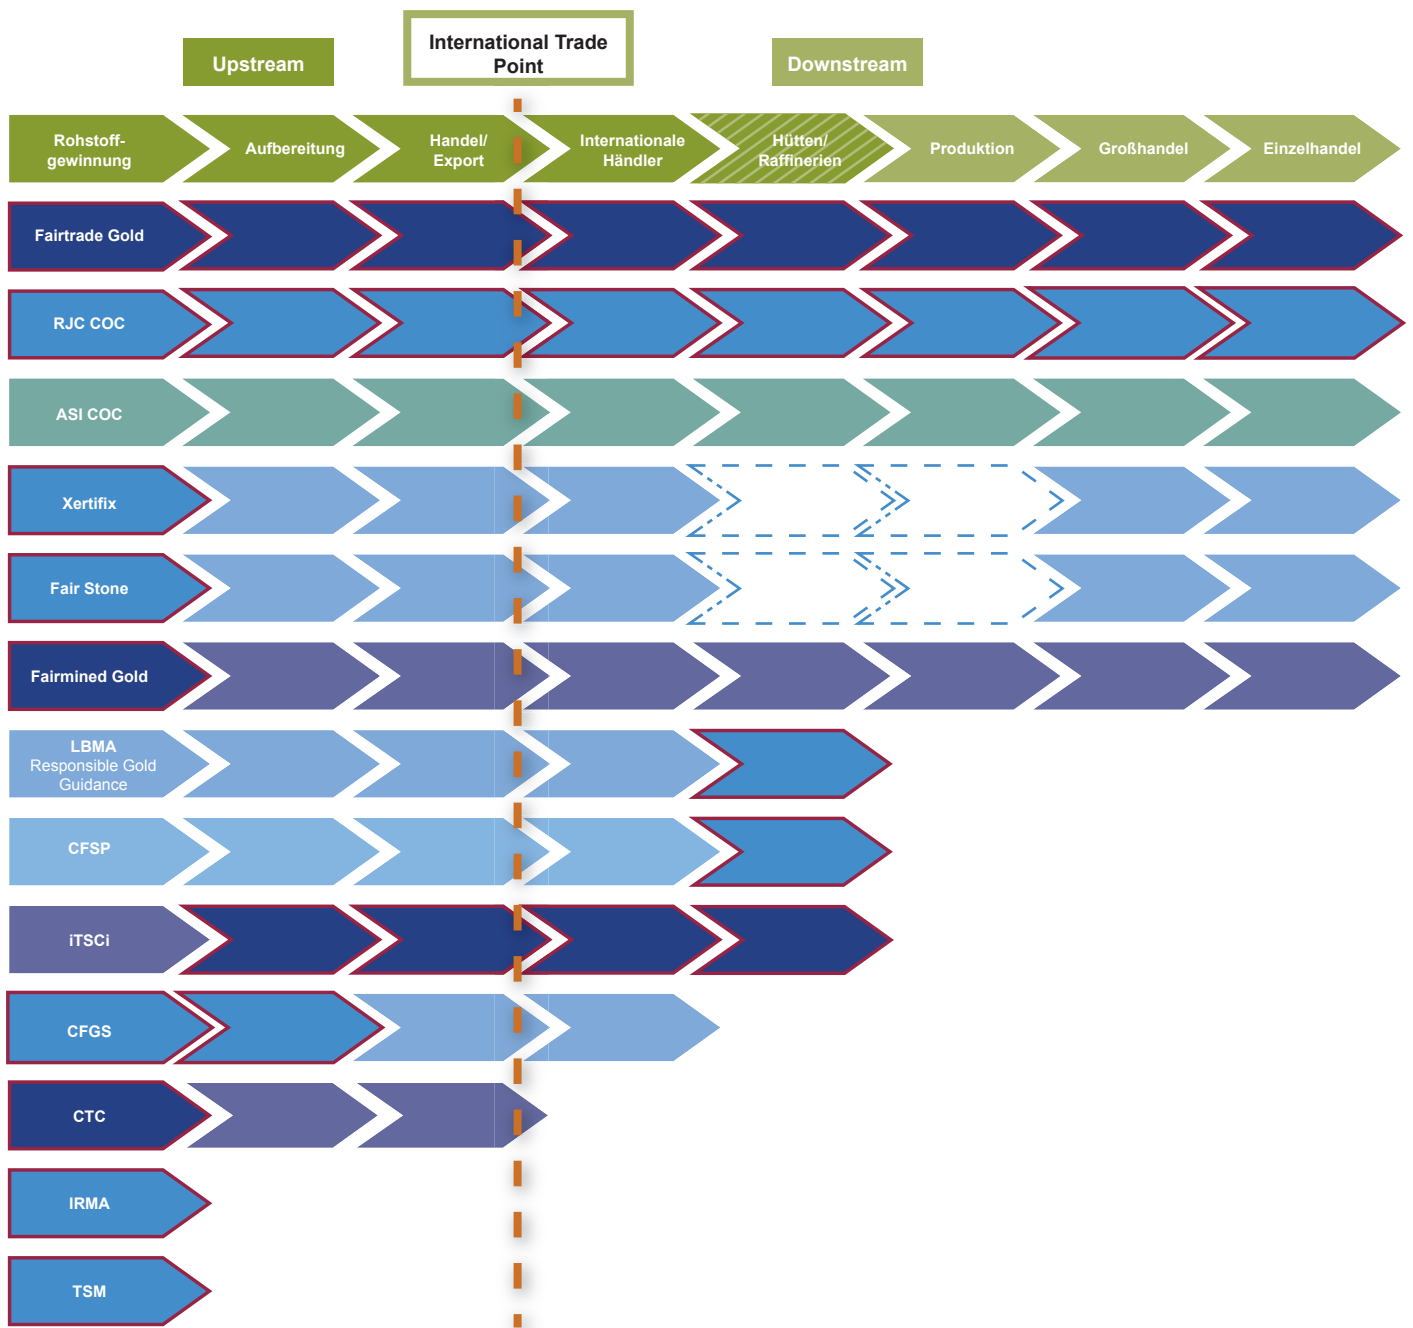 Upstream
International Trade
Point
Downstream
Rohstoff-
gewinnung
Aufbereitung
Handel/
Export
Internationale
Händler
Hütten/
Raffinerien
Produktion
Großhandel
Einzelhandel
Fairtrade Gold
RJC COC
ASI COC
Xertifix
Fair Stone
Fairmined Gold
LBMA
Responsible Gold
Guidance
CFSP
iTSCi
CFGS
CTC
IRMA
TSM